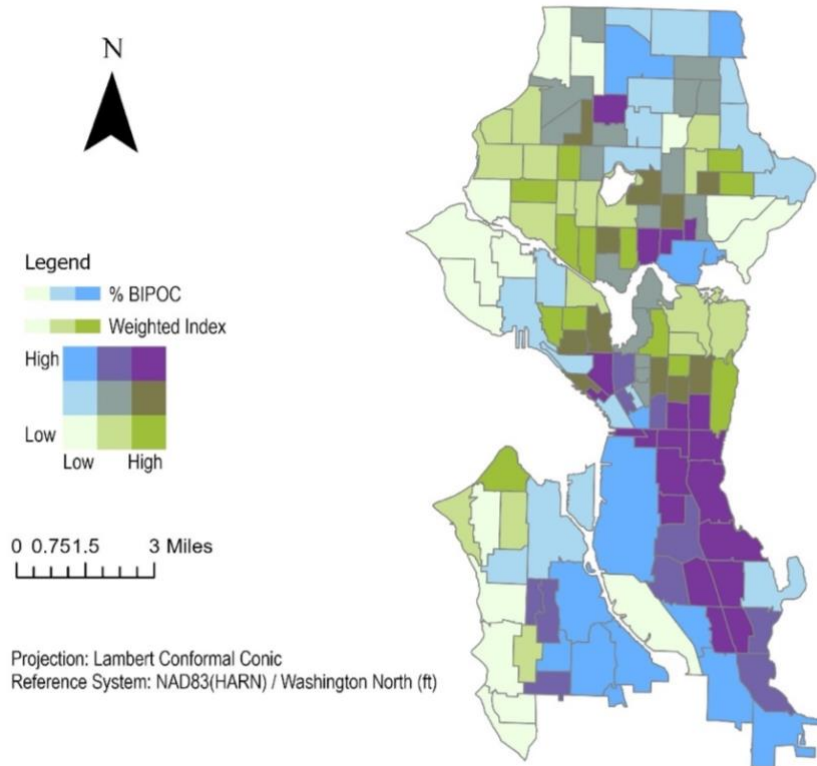 N
Legend
% BIPOC
Weighted Index
High
Low
Low High
0 0.751.5 3 Miles
Projection: Lambert Conformal Conic
Reference System: NAD83(HARN) / Washington North (ft)